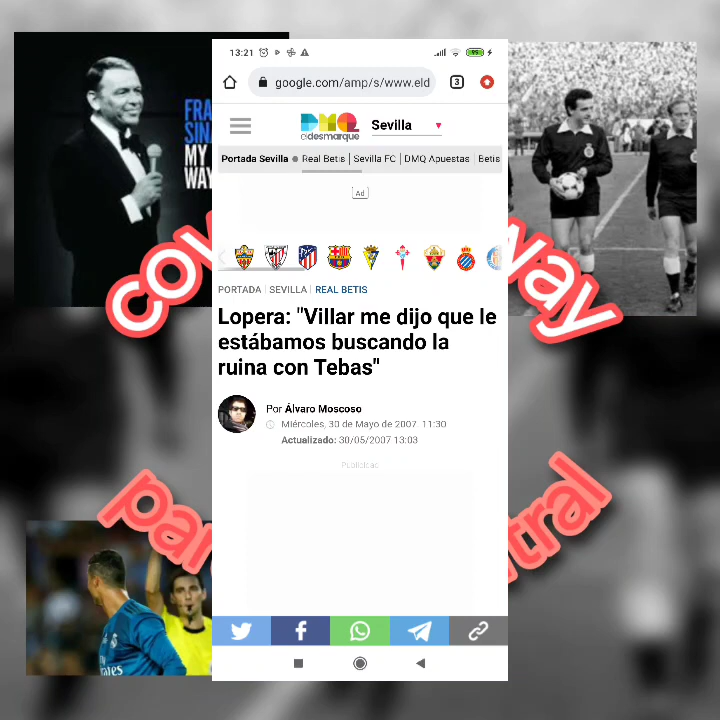 13:21
95
google.com/amp/s/www.eld
3
DMQ
eldesmarque
Sevilla
Portada Sevilla
Real Betis | Sevilla FC | DMQ Apuestas | Betis
Ad
PORTADA | SEVILLA | REAL BETIS
Lopera: "Villar me dijo que le
estábamos buscando la
ruina con Tebas"
Por Álvaro Moscoso
Miércoles, 30 de Mayo de 2007. 11:30
Actualizado: 30/05/2007 13:03
Publicidad
MY
WAY
way